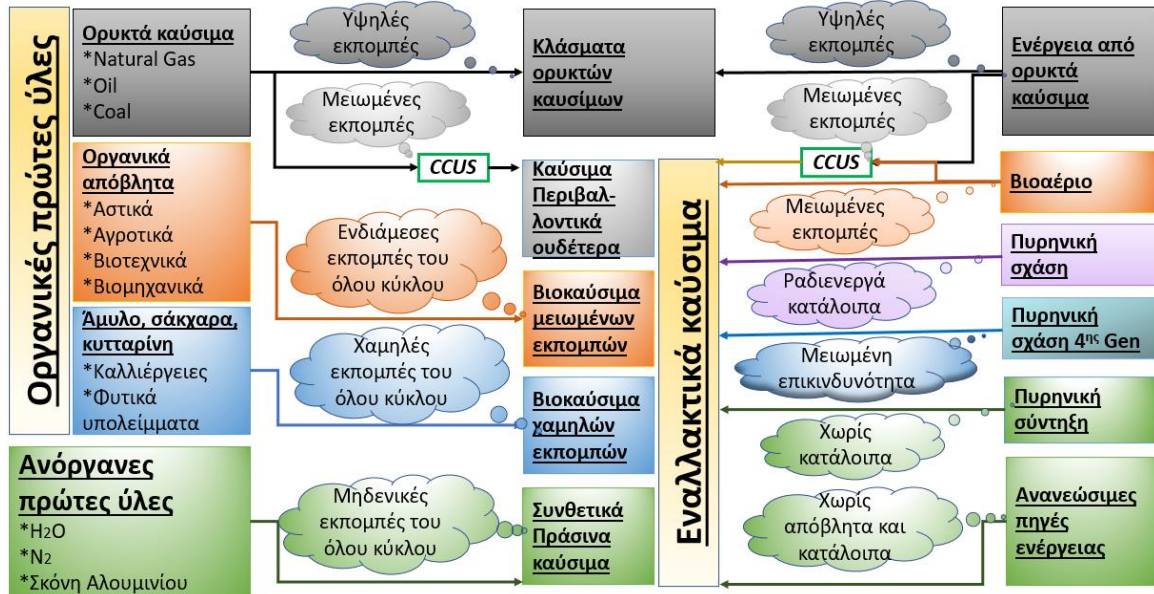 Οργανικές πρώτες ύλες
Ορυκτά καύσιμα
*Natural Gas
*Oil
*Coal
Οργανικά
απόβλητα
*Αστικά
*Αγροτικά
*Βιοτεχνικά
*Βιομηχανικά
Άμυλο, σάκχαρα,
κυτταρίνη
*Καλλιέργειες
*Φυτικά
υπολείμματα
Ανόργανες
πρώτες ύλες
*H2O
*N2
*Σκόνη Αλουμινίου
Υψηλές
εκπομπές
Μειωμένες
εκπομπές
CCUS
Ενδιάμεσες
εκπομπές του
όλου κύκλου
Χαμηλές
εκπομπές του
όλου κύκλου
Μηδενικές
εκπομπές του
όλου κύκλου
Κλάσματα
ορυκτών
καυσίμων
Καύσιμα
Περιβαλ-
λοντικά
ουδέτερα
Βιοκαύσιμα
μειωμένων
εκπομπών
Βιοκαύσιμα
χαμηλών
εκπομπών
Συνθετικά
Πράσινα
καύσιμα
Εναλλακτικά καύσιμα
Υψηλές
εκπομπές
Μειωμένες
εκπομπές
CCUS
Μειωμένες
εκπομπές
Ραδιενεργά
κατάλοιπα
Μειωμένη
επικινδυνότητα
Χωρίς
κατάλοιπα
Χωρίς
απόβλητα και
κατάλοιπα
Ενέργεια από
ορυκτά
καύσιμα
Βιοαέριο
Πυρηνική
σχάση
Πυρηνική
σχάση 4ης Gen
Πυρηνική
σύντηξη
Ανανεώσιμες
πηγές
ενέργειας